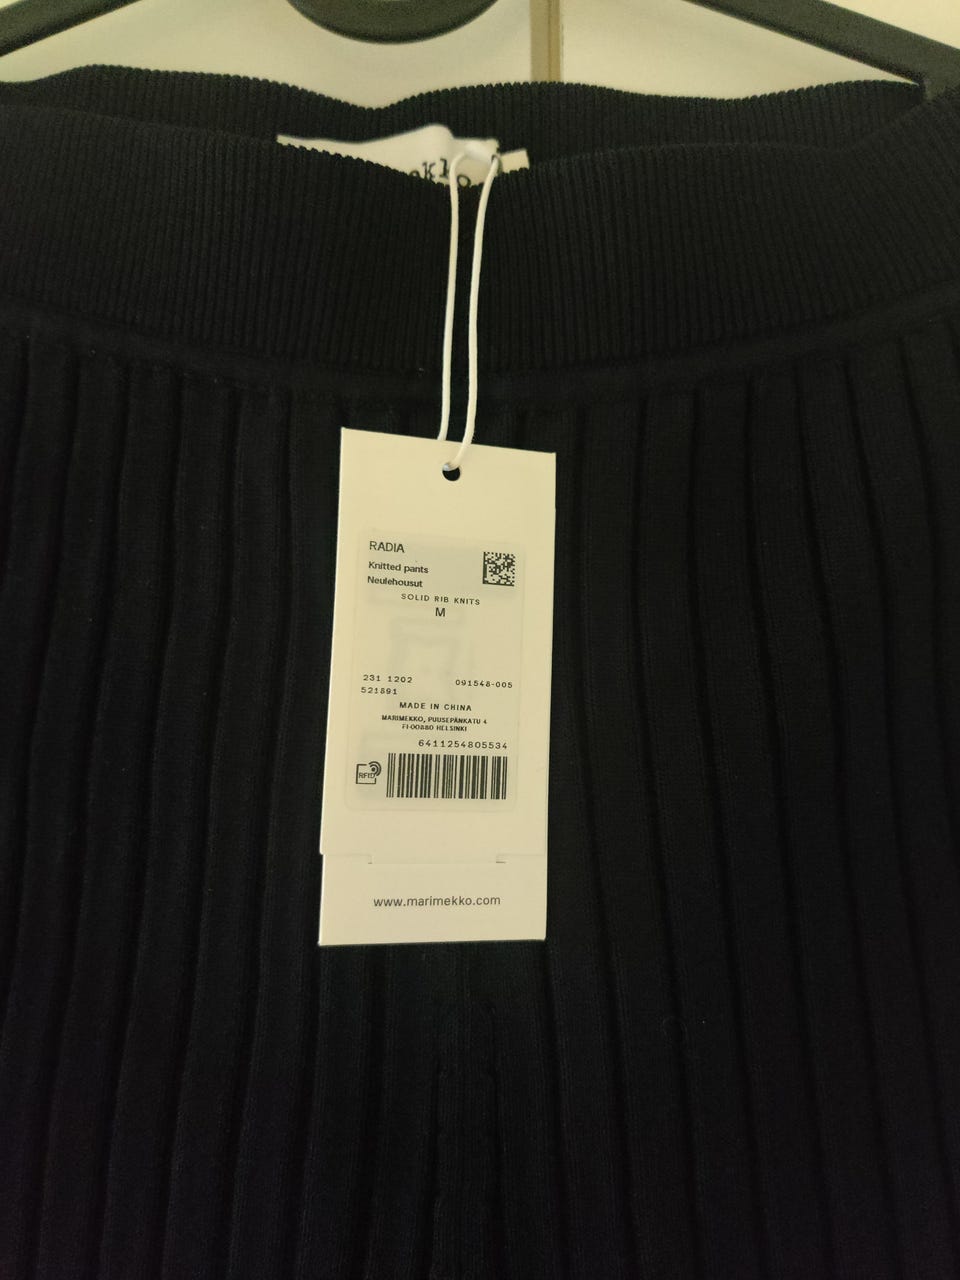 RADIA
Knitted pants
Neulehousut
SOLID RIB KNITS
M
231 1202
091548-005
521891
MADE IN CHINA
MARIMEKKO, PUUSEPÄNKATU 4
FI-00880 HELSINKI
6411254805534
RFID
www.marimekko.com